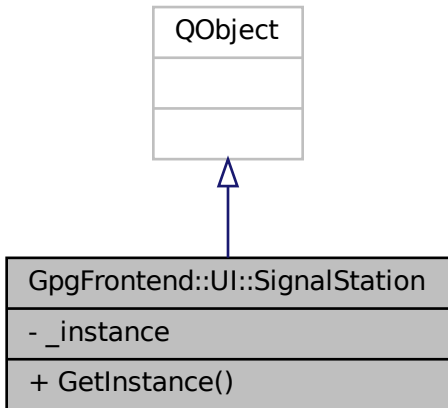 QObject
GpgFrontend::UI::SignalStation
- _instance
+ GetInstance()